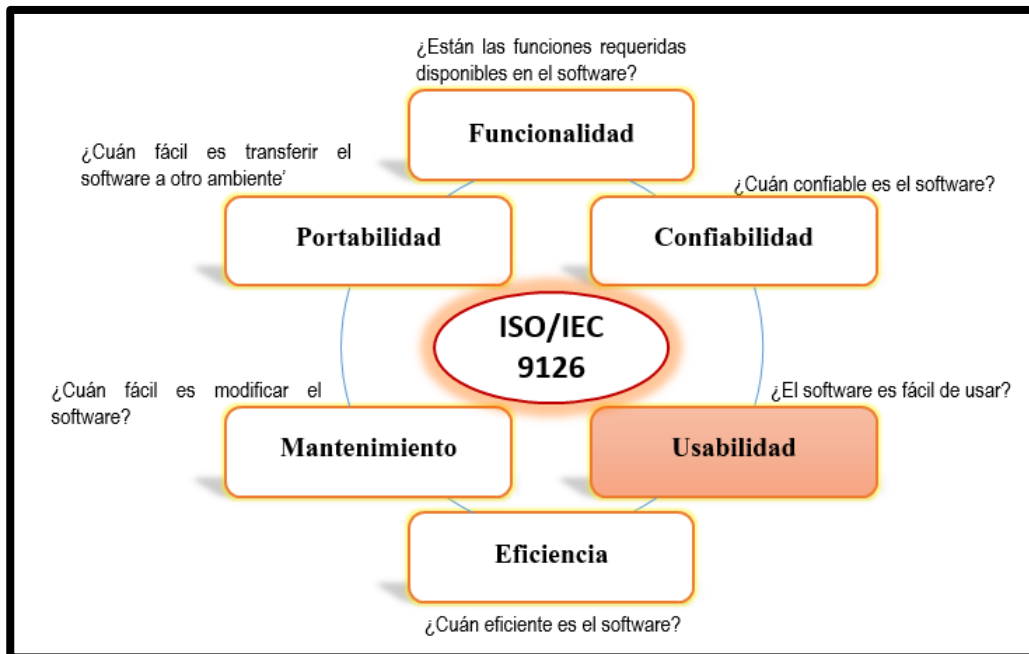 ¿Están las funciones requeridas
disponibles en el software?
Funcionalidad
¿Cuán fácil es transferir el
software a otro ambiente'
Portabilidad
¿Cuán confiable es el software?
Confiabilidad
ISO/IEC
9126
¿Cuán fácil es modificar el
software?
Mantenimiento
¿El software es fácil de usar?
Usabilidad
Eficiencia
¿Cuán eficiente es el software?